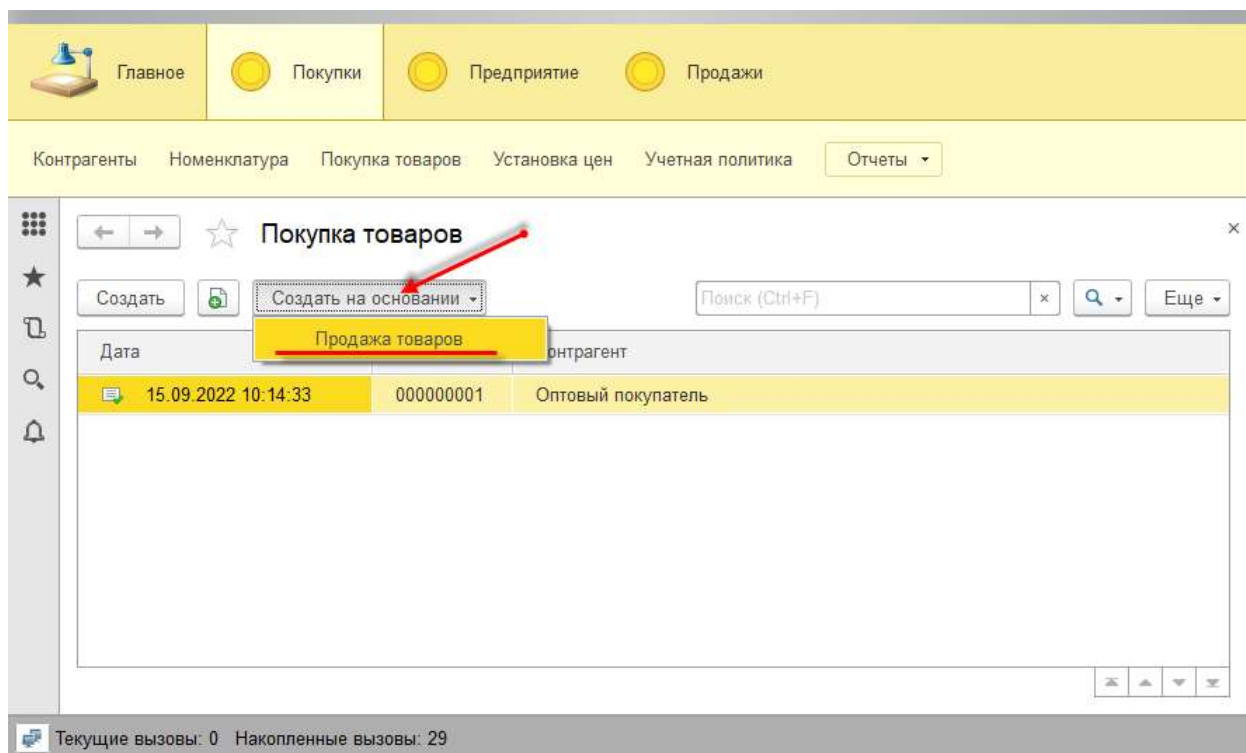 Главное Покупки Предприятие Продажи
Контрагенты Номенклатура Покупка товаров Установка цен Учетная политика Отчеты
Покупка товаров
Создать Создать на основании Поиск (Ctrl+F) Еще
Продажа товаров
Дата онтрагент
15.09.2022 10:14:33 000000001 Оптовый покупатель
Текущие вызовы: 0 Накопленные вызовы: 29